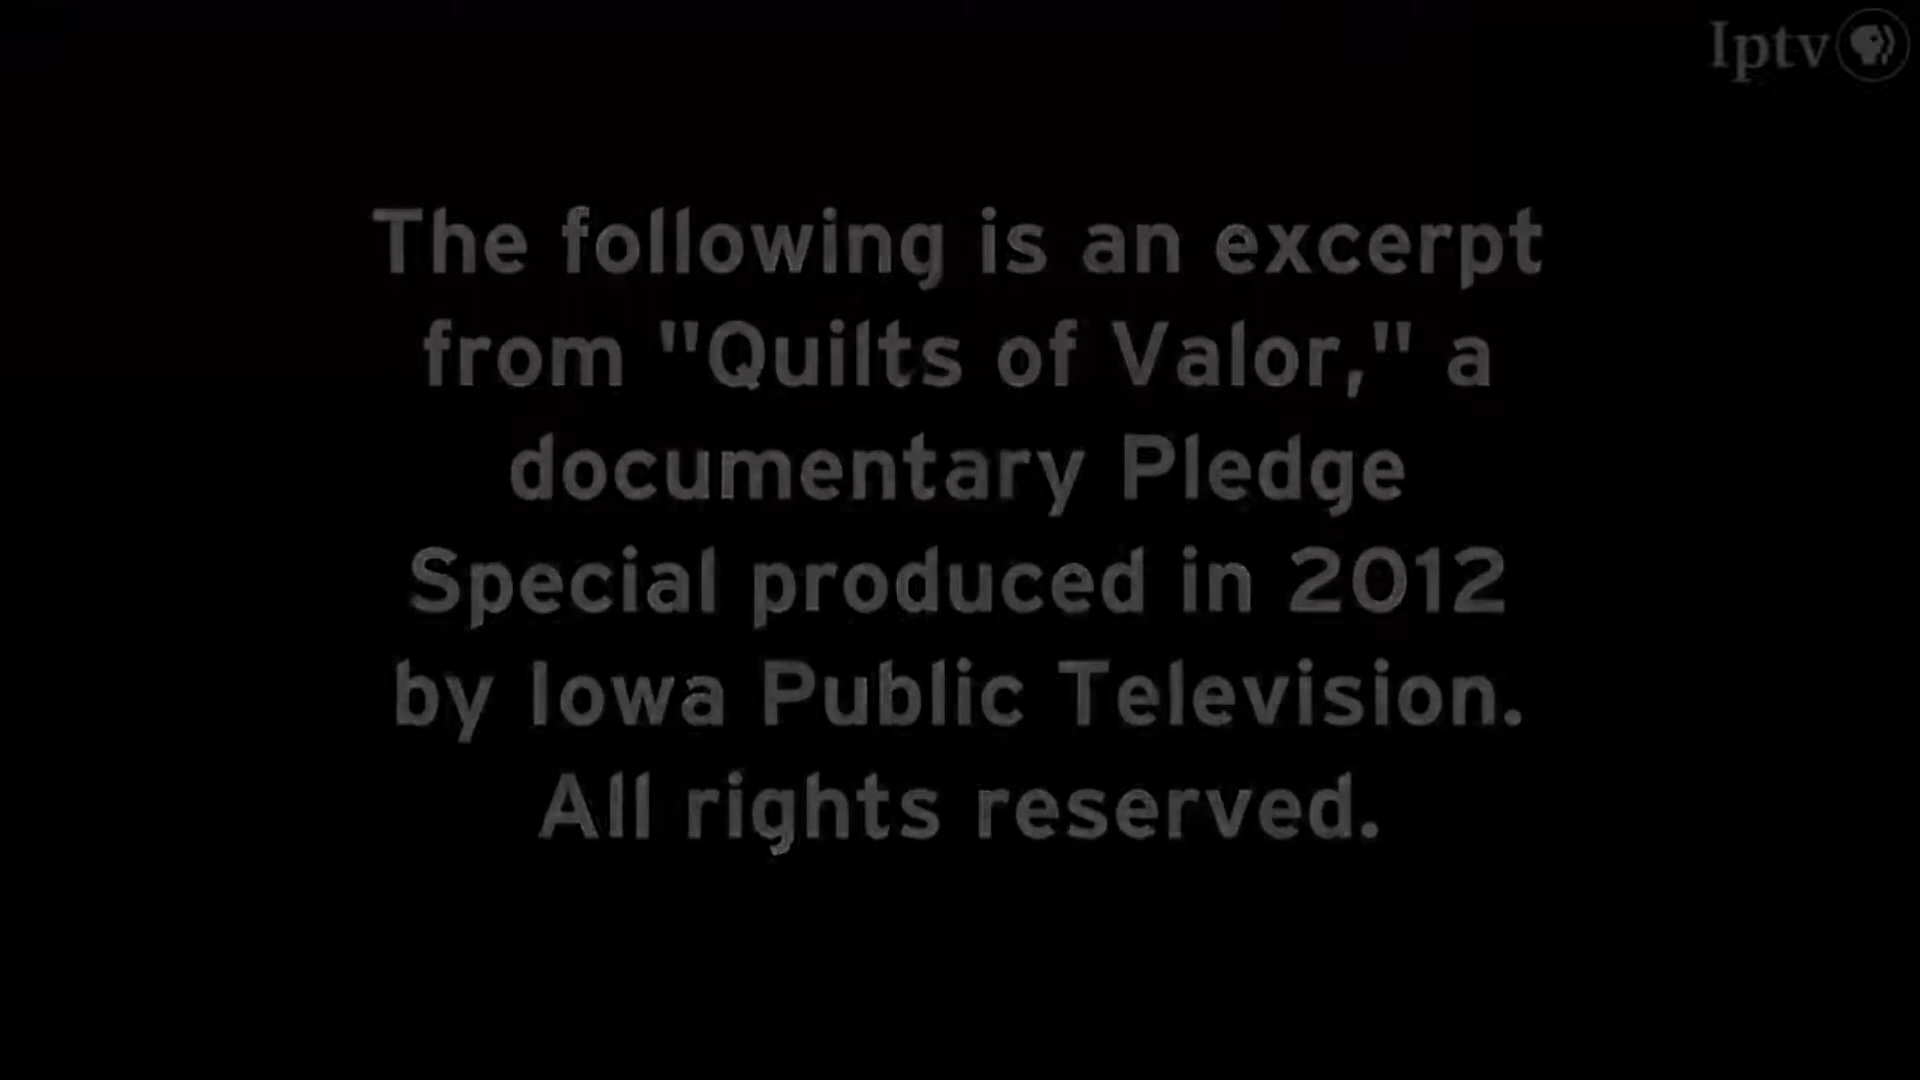 Iptv
The following is an excerpt
from "Quilts of Valor," a
documentary Pledge
Special produced in 2012
by Iowa Public Television.
All rights reserved.